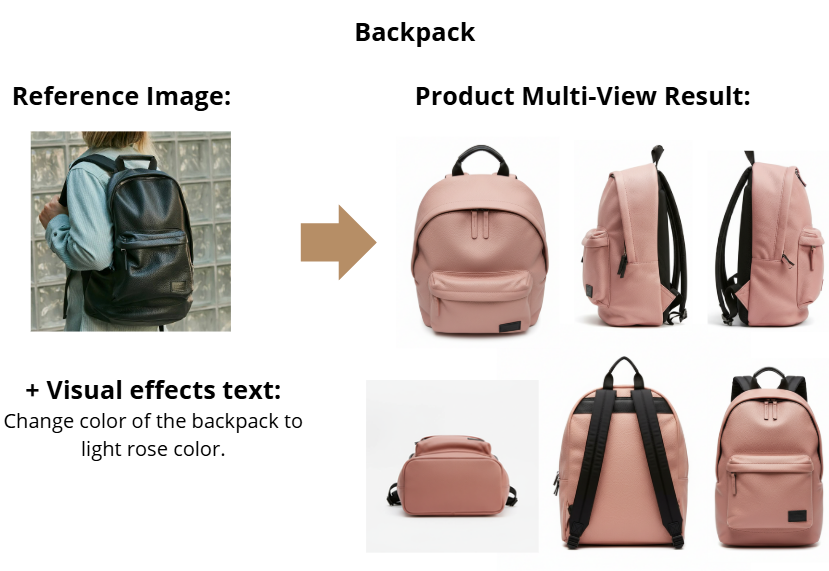 Backpack
Reference Image:
Product Multi-View Result:
+ Visual effects text:
Change color of the backpack to
light rose color.